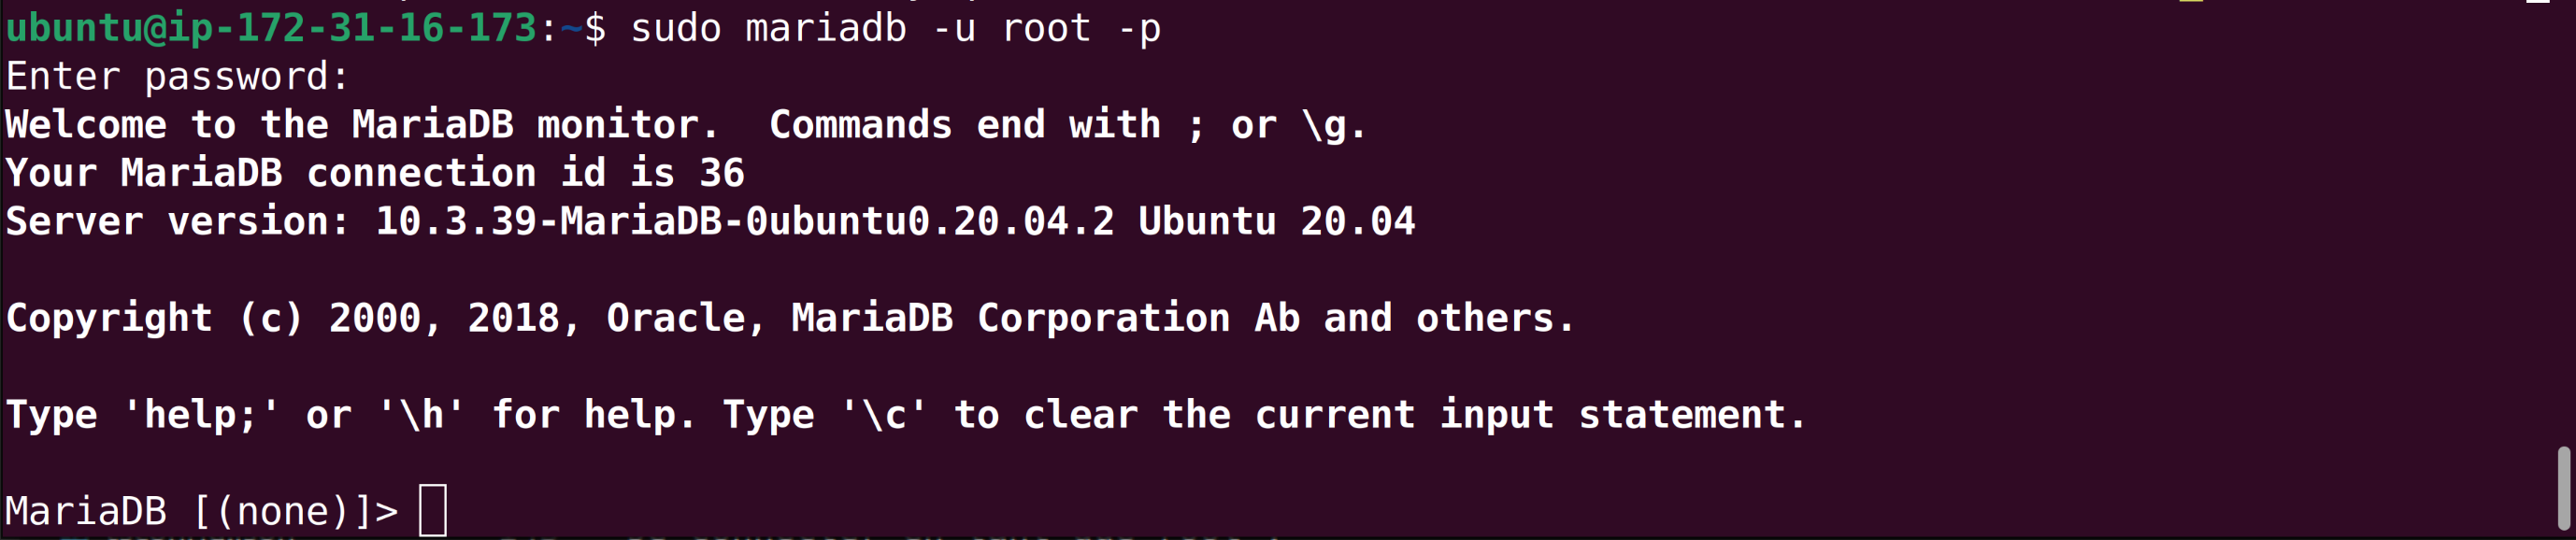 ubuntu@ip-172-31-16-173:~$ sudo mariadb -u root -p
Enter password:
Welcome to the MariaDB monitor.  Commands end with ; or \g.
Your MariaDB connection id is 36
Server version: 10.3.39-MariaDB-0ubuntu0.20.04.2 Ubuntu 20.04
Copyright (c) 2000, 2018, Oracle, MariaDB Corporation Ab and others.
Type 'help;' or '\h' for help. Type '\c' to clear the current input statement.
MariaDB [(none)]>